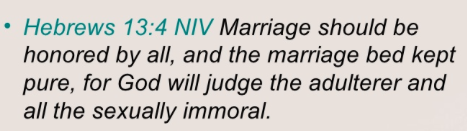 • Hebrews 13:4 NIV Marriage should be
honored by all, and the marriage bed kept
pure, for God will judge the adulterer and
all the sexually immoral.